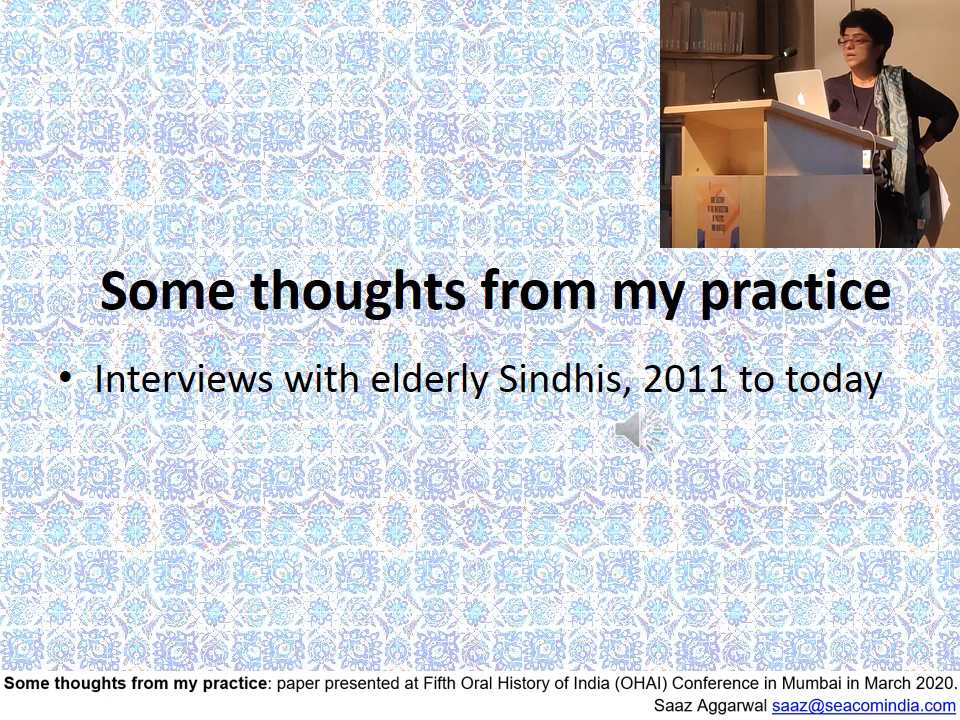 Some thoughts from my practice
• Interviews with elderly Sindhis, 2011 to today
Some thoughts from my practice: paper presented at Fifth Oral History of India (OHAI) Conference in Mumbai in March 2020.
Saaz Aggarwal saaz@seacomindia.com